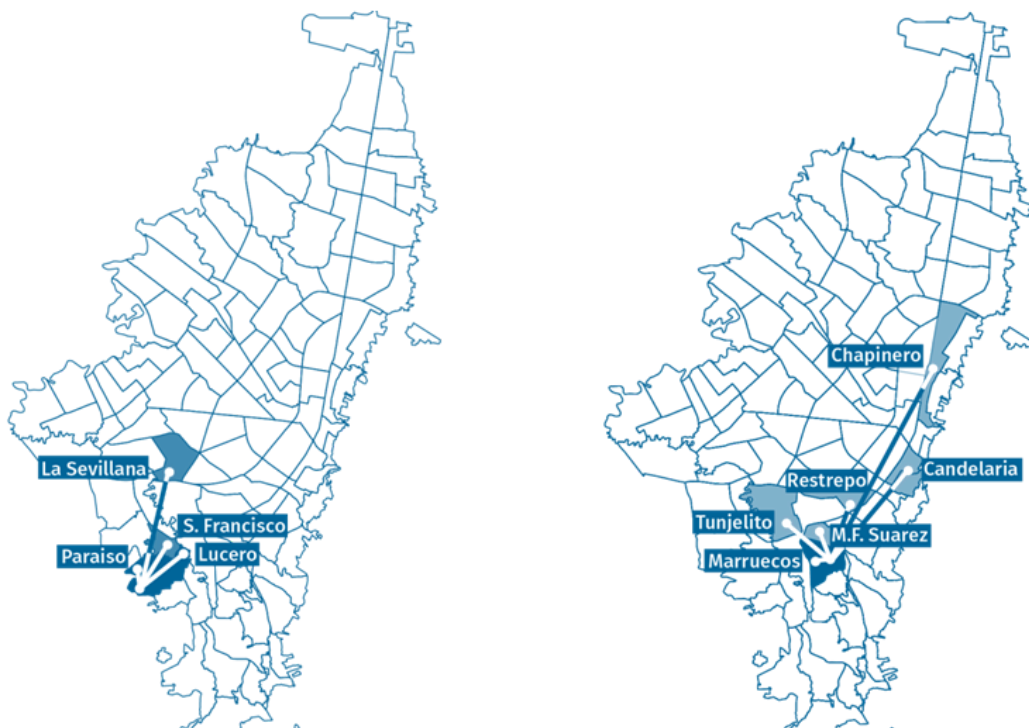 La Sevillana
S. Francisco
Paraiso
Lucero
Chapinero
Candelaria
Restrepo
Tunjelito
M.F. Suarez
Marruecos